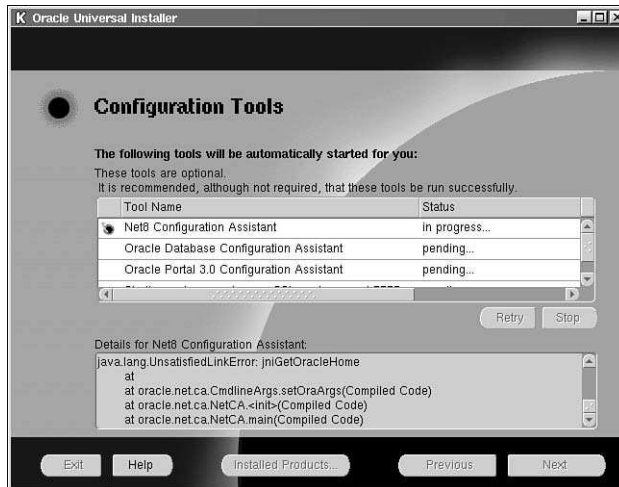 K Oracle Universal Installer
Configuration Tools
The following tools will be automatically started for you:
These tools are optional.
It is recommended, although not required, that these tools be run successfully.
Tool Name Status
Net8 Configuration Assistant in progress...
Oracle Database Configuration Assistant pending...
Oracle Portal 3.0 Configuration Assistant pending...
Retry Stop
Details for Net8 Configuration Assistant:
java.lang.UnsatisfiedLinkError: jniGetOracleHome
at
at oracle.net.ca.CmdlineArgs.setOraArgs(Compiled Code)
at oracle.net.ca.NetCA.<init>(Compiled Code)
at oracle.net.ca.NetCA.main(Compiled Code)
Exit Help Installed Products... Previous Next